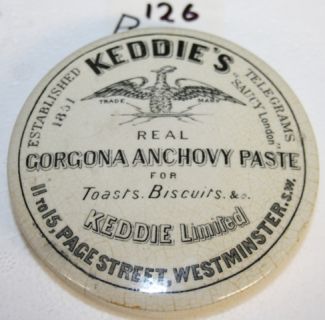 D 126
KEDDIE'S
ESTABLISHED 1851
TELEGRAMS "SALITY London"
TRADE MARK
REAL
GORGONA ANCHOVY PASTE
FOR
Toasts. Biscuits. &c.
KEDDIE Limited
11 TO 15, PAGE STREET, WESTMINSTER. S.W.